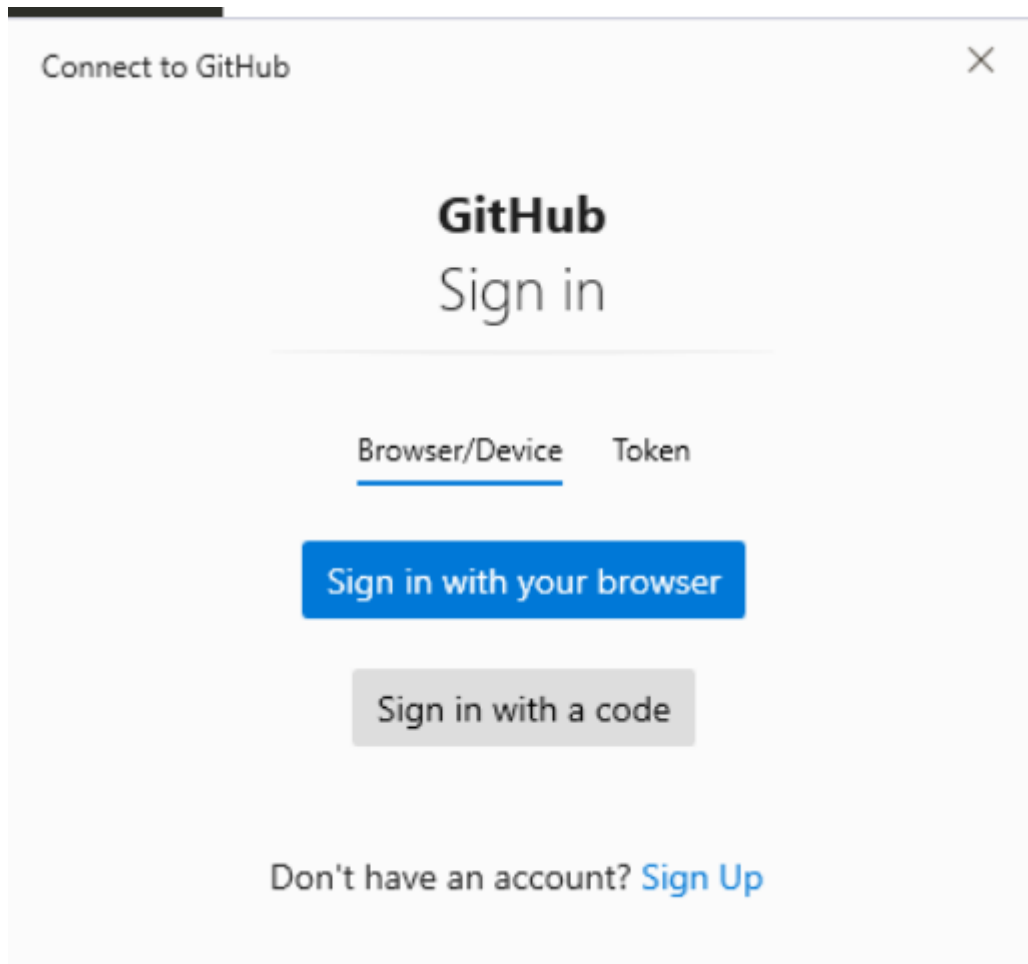 Connect to GitHub
GitHub
Sign in
Browser/Device Token
Sign in with your browser
Sign in with a code
Don't have an account? Sign Up